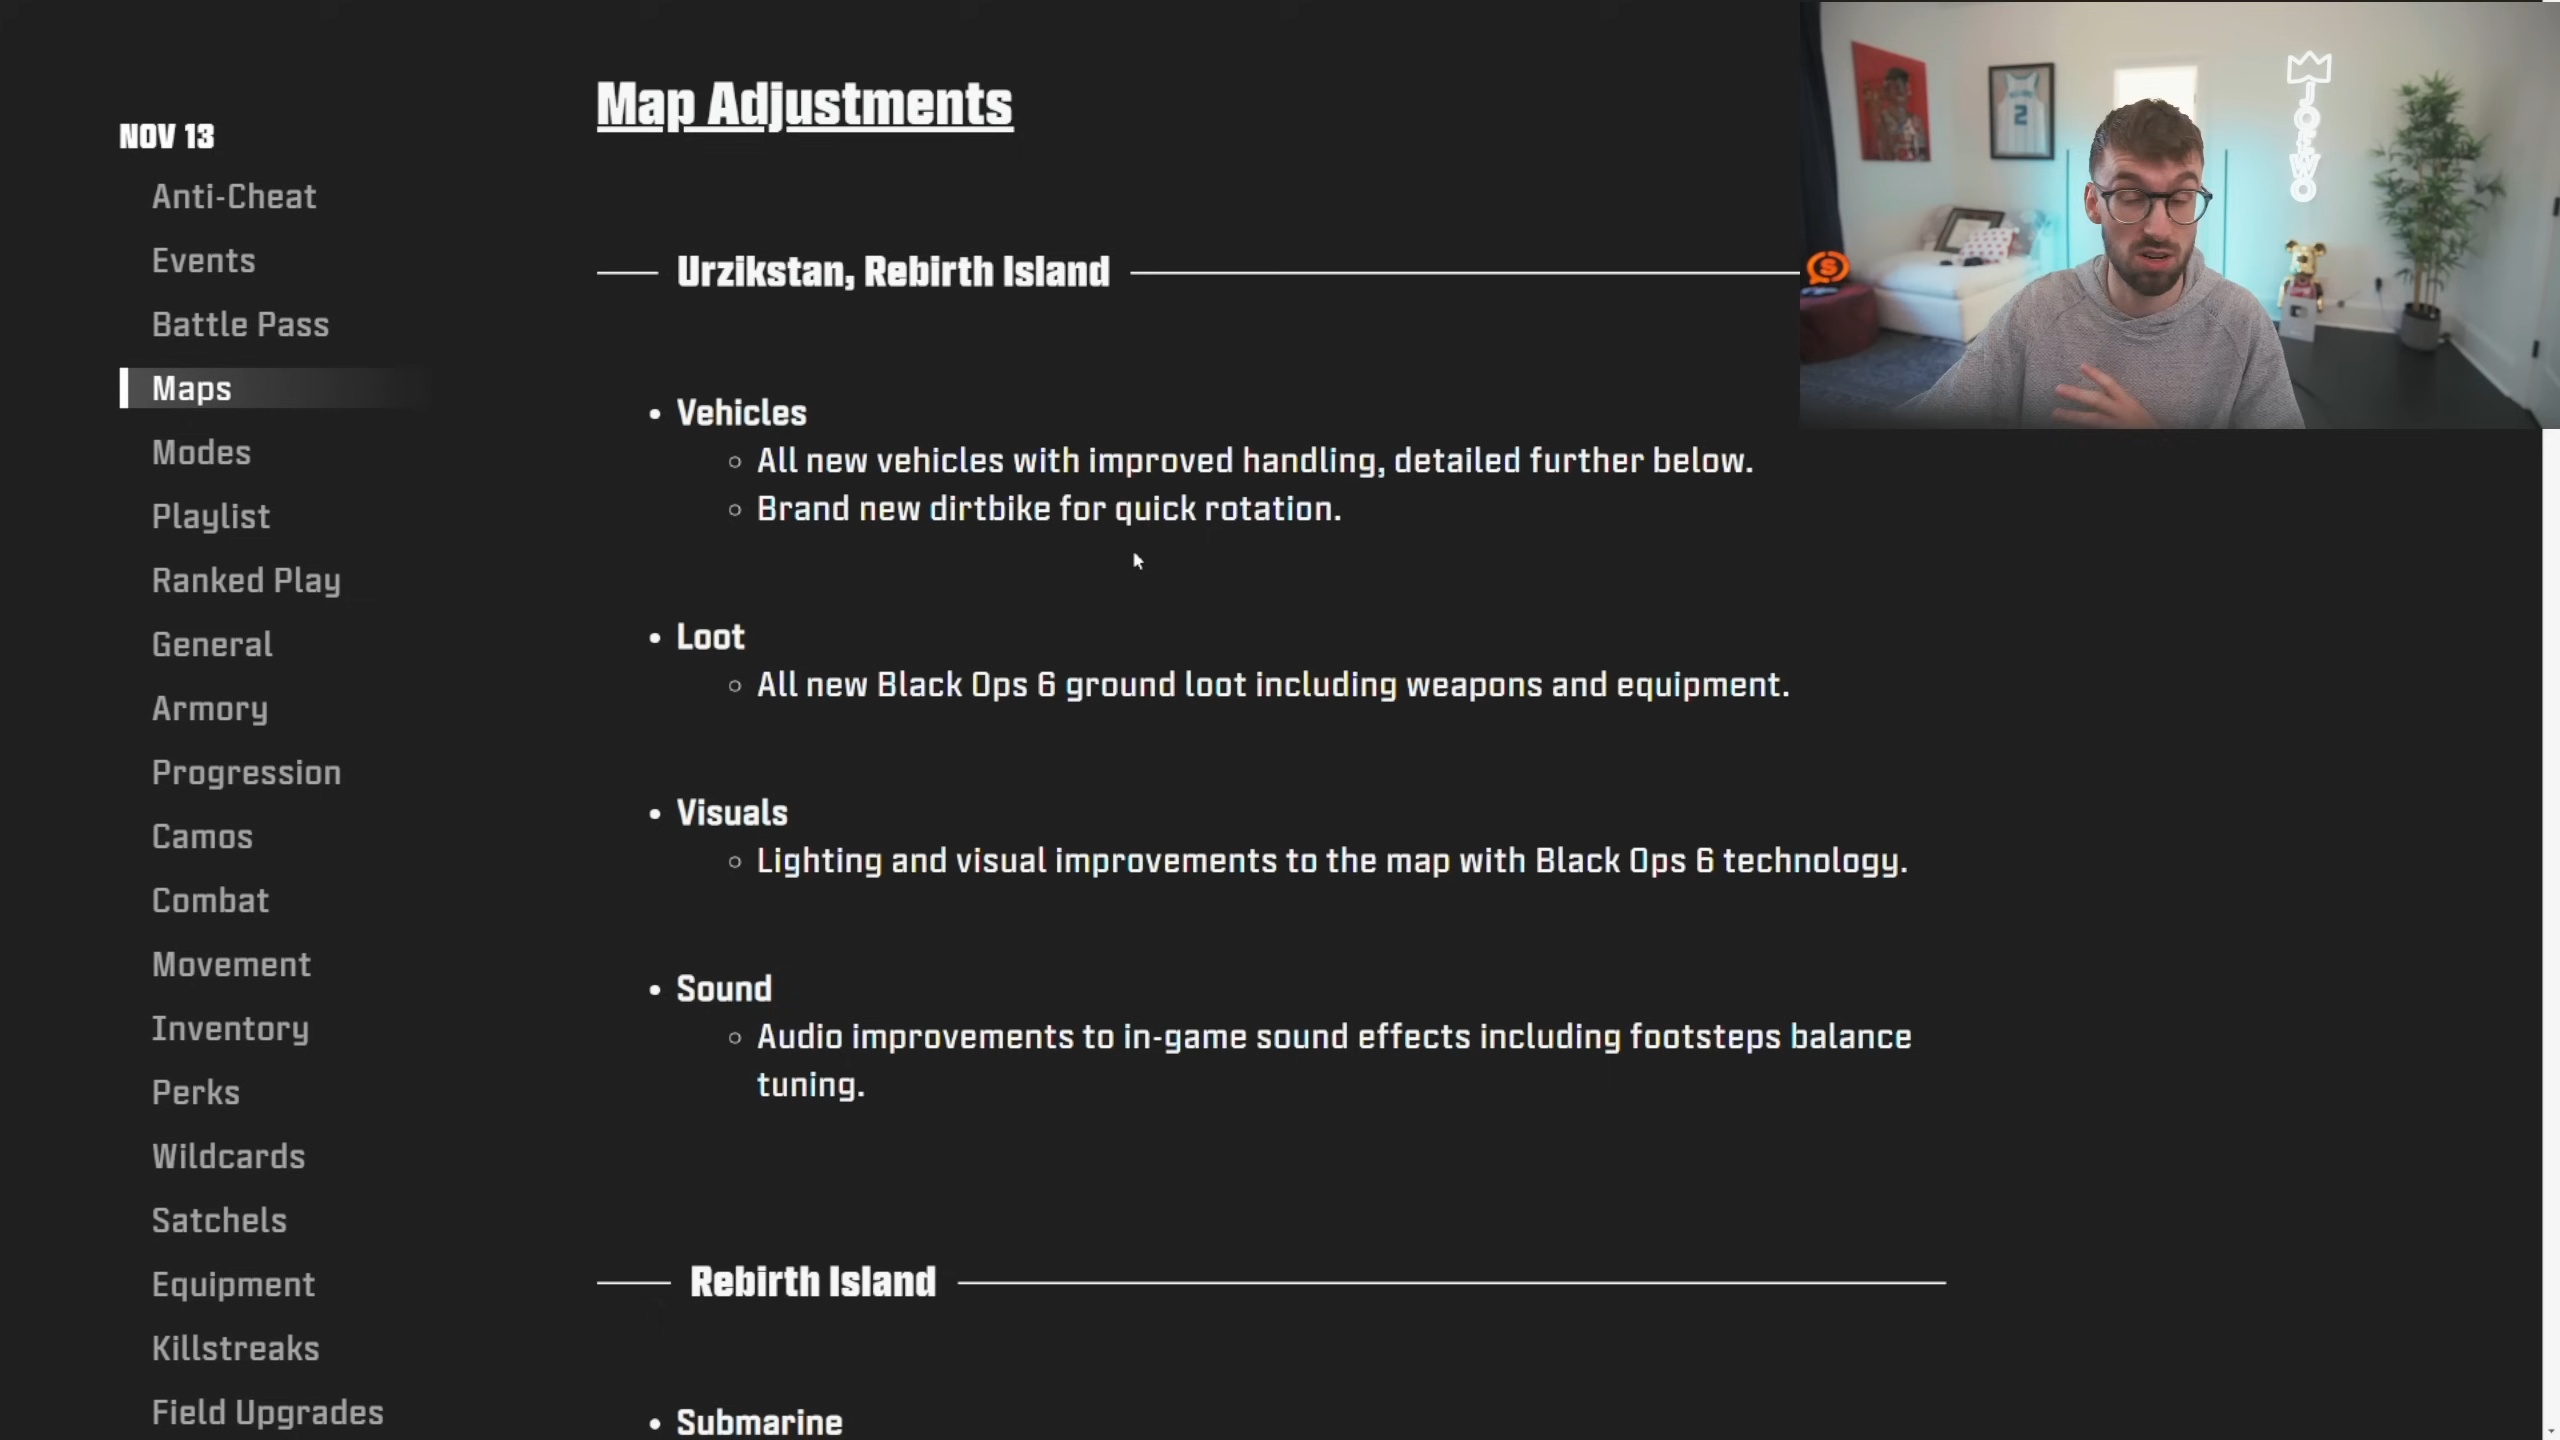 NOV 13
Anti-Cheat
Events
Battle Pass
Maps
Modes
Playlist
Ranked Play
General
Armory
Progression
Camos
Combat
Movement
Inventory
Perks
Wildcards
Satchels
Equipment
Killstreaks
Field Upgrades
Map Adjustments
Urzikstan, Rebirth Island
Vehicles
All new vehicles with improved handling, detailed further below.
Brand new dirtbike for quick rotation.
Loot
All new Black Ops 6 ground loot including weapons and equipment.
Visuals
Lighting and visual improvements to the map with Black Ops 6 technology.
Sound
Audio improvements to in-game sound effects including footsteps balance
tuning.
Rebirth Island
Submarine
JOEWO
2